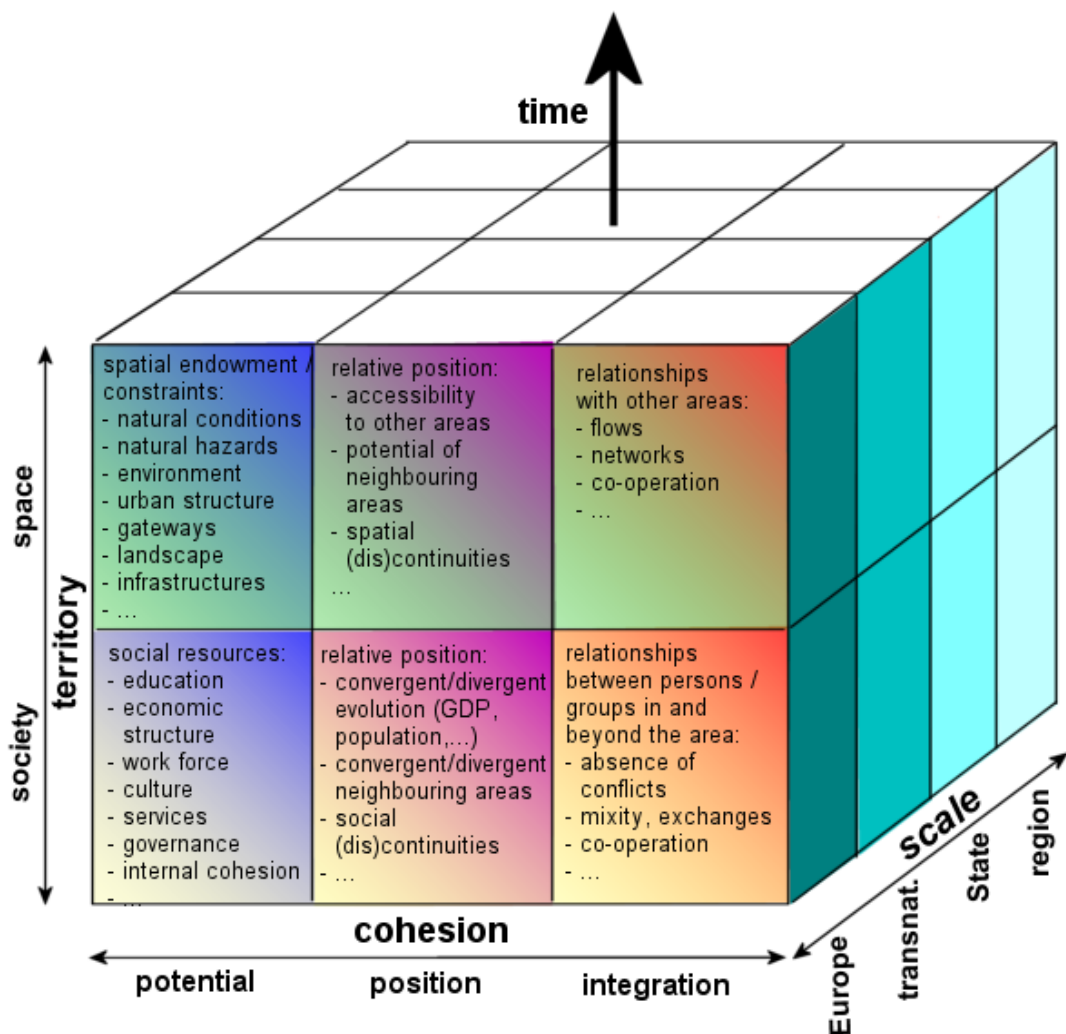 time
spatial endowment /
constraints:
- natural conditions
- natural hazards
- environment
- urban structure
- gateways
- landscape
- infrastructures
- ...
relative position:
- accessibility
to other areas
- potential of
neighbouring
areas
- spatial
(dis)continuities
...
relationships
with other areas:
- flows
- networks
- co-operation
- ...
social resources:
- education
- economic
structure
- work force
- culture
- services
- governance
- internal cohesion
- ...
relative position:
- convergent/divergent
evolution (GDP,
population,...)
- convergent/divergent
neighbouring areas
- social
(dis)continuities
- ...
relationships
between persons /
groups in and
beyond the area:
- absence of
conflicts
- mixity, exchanges
- co-operation
- ...
space
society
territory
cohesion
potential
position
integration
scale
Europe
transnat.
State
region